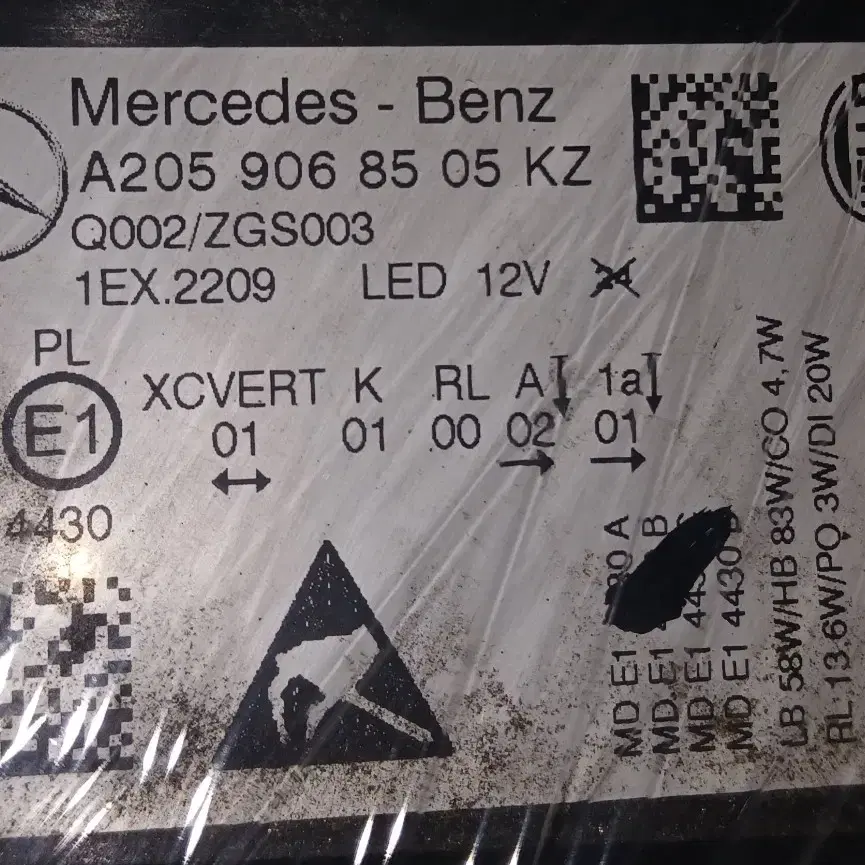 Mercedes - Benz
A205 906 85 05 KZ
Q002/ZGS003
1EX.2209 LED 12V
PL
E1
4430
XCVERT K RL A 1a
01 01 00 02 01
MD E1 A
MD E1 B
MD E1
MD E1 4430
LB 58W/HB 83W/CO 4,7W
RL 13.6W/PO 3W/DI 20W